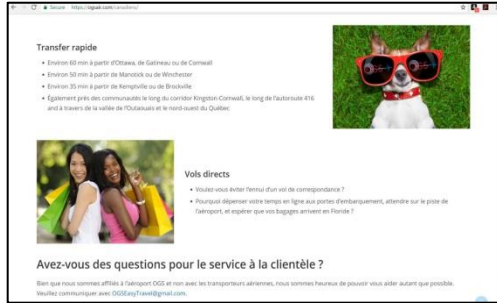 Secure https://ogsair.com/canadiens/
Transfer rapide
Environ 60 min à partir d'Ottawa, de Gatineau ou de Cornwall
Environ 50 min à partir de Manotick ou de Winchester
Environ 35 min à partir de Kemptville ou de Brockville
Également près des communautés le long du corridor Kingston-Cornwall, le long de l'autoroute 416
et à travers de la vallée de l'Outaouais et le nord-ouest du Québec.
OGS
OGS
Vols directs
Voulez-vous éviter l'ennui d'un vol de correspondance ?
Pourquoi dépenser votre temps en ligne aux portes d'embarquement, attendre sur le piste de
l'aéroport, et espérer que vos bagages arrivent en Floride ?
Avez-vous des questions pour le service à la clientèle ?
Bien que nous sommes affiliés à l'aéroport OGS et non avec les transporteurs aériennes, nous sommes heureux de pouvoir vous aider autant que possible.
Veuillez communiquer avec OGSEasyTravel@gmail.com.